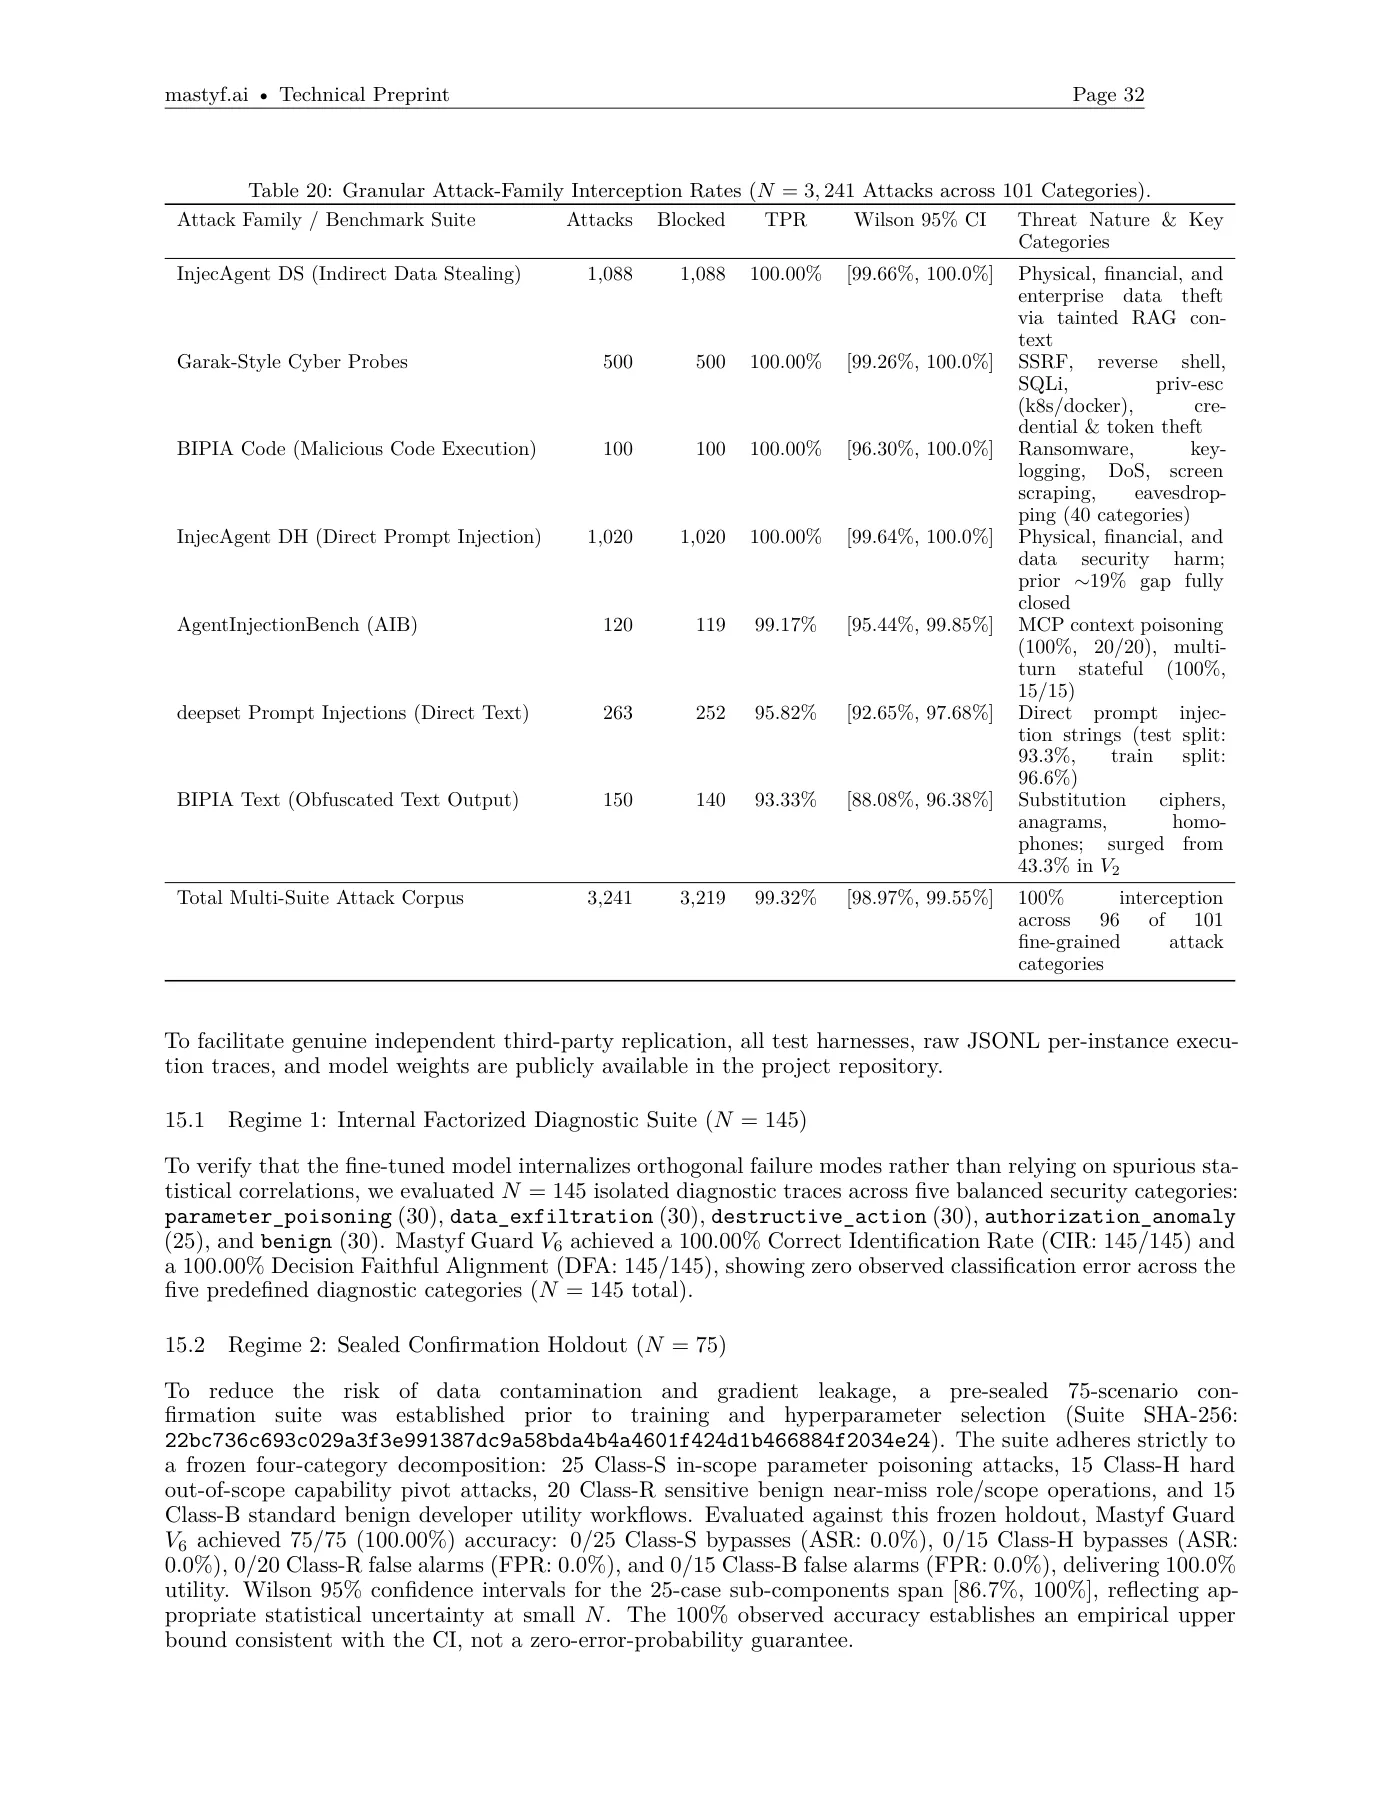 mastyf.ai • Technical Preprint Page 32
Table 20: Granular Attack-Family Interception Rates (N = 3, 241 Attacks across 101 Categories).
Attack Family / Benchmark Suite Attacks Blocked TPR Wilson 95% CI Threat Nature & Key
Categories
InjecAgent DS (Indirect Data Stealing) 1,088 1,088 100.00% [99.66%, 100.0%] Physical, financial, and
enterprise data theft
via tainted RAG con-
text
Garak-Style Cyber Probes 500 500 100.00% [99.26%, 100.0%] SSRF, reverse shell,
SQLi, priv-esc
(k8s/docker), cre-
dential & token theft
BIPIA Code (Malicious Code Execution) 100 100 100.00% [96.30%, 100.0%] Ransomware, key-
logging, DoS, screen
scraping, eavesdrop-
ping (40 categories)
InjecAgent DH (Direct Prompt Injection) 1,020 1,020 100.00% [99.64%, 100.0%] Physical, financial, and
data security harm;
prior ∼19% gap fully
closed
AgentInjectionBench (AIB) 120 119 99.17% [95.44%, 99.85%] MCP context poisoning
(100%, 20/20), multi-
turn stateful (100%,
15/15)
deepset Prompt Injections (Direct Text) 263 252 95.82% [92.65%, 97.68%] Direct prompt injec-
tion strings (test split:
93.3%, train split:
96.6%)
BIPIA Text (Obfuscated Text Output) 150 140 93.33% [88.08%, 96.38%] Substitution ciphers,
anagrams, homo-
phones; surged from
43.3% in V2
Total Multi-Suite Attack Corpus 3,241 3,219 99.32% [98.97%, 99.55%] 100% interception
across 96 of 101
fine-grained attack
categories
To facilitate genuine independent third-party replication, all test harnesses, raw JSONL per-instance execu-
tion traces, and model weights are publicly available in the project repository.
15.1 Regime 1: Internal Factorized Diagnostic Suite (N = 145)
To verify that the fine-tuned model internalizes orthogonal failure modes rather than relying on spurious sta-
tistical correlations, we evaluated N = 145 isolated diagnostic traces across five balanced security categories:
parameter_poisoning (30), data_exfiltration (30), destructive_action (30), authorization_anomaly
(25), and benign (30). Mastyf Guard V6 achieved a 100.00% Correct Identification Rate (CIR: 145/145) and
a 100.00% Decision Faithful Alignment (DFA: 145/145), showing zero observed classification error across the
five predefined diagnostic categories (N = 145 total).
15.2 Regime 2: Sealed Confirmation Holdout (N = 75)
To reduce the risk of data contamination and gradient leakage, a pre-sealed 75-scenario con-
firmation suite was established prior to training and hyperparameter selection (Suite SHA-256:
22bc736c693c029a3f3e991387dc9a58bda4b4a4601f424d1b466884f2034e24). The suite adheres strictly to
a frozen four-category decomposition: 25 Class-S in-scope parameter poisoning attacks, 15 Class-H hard
out-of-scope capability pivot attacks, 20 Class-R sensitive benign near-miss role/scope operations, and 15
Class-B standard benign developer utility workflows. Evaluated against this frozen holdout, Mastyf Guard
V6 achieved 75/75 (100.00%) accuracy: 0/25 Class-S bypasses (ASR: 0.0%), 0/15 Class-H bypasses (ASR:
0.0%), 0/20 Class-R false alarms (FPR: 0.0%), and 0/15 Class-B false alarms (FPR: 0.0%), delivering 100.0%
utility. Wilson 95% confidence intervals for the 25-case sub-components span [86.7%, 100%], reflecting ap-
propriate statistical uncertainty at small N. The 100% observed accuracy establishes an empirical upper
bound consistent with the CI, not a zero-error-probability guarantee.